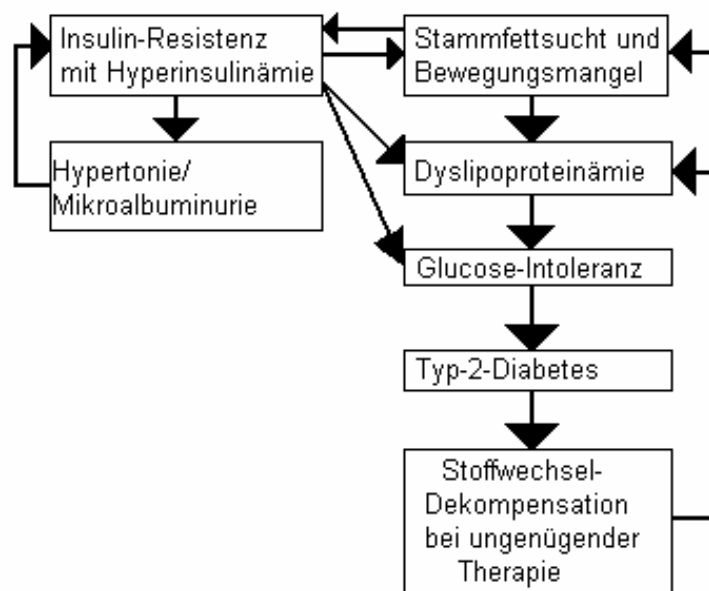 Insulin-Resistenz
mit Hyperinsulinämie
Stammfettsucht und
Bewegungsmangel
Hypertonie/
Mikroalbuminurie
Dyslipoproteinämie
Glucose-Intoleranz
Typ-2-Diabetes
Stoffwechsel-
Dekompensation
bei ungenügender
Therapie